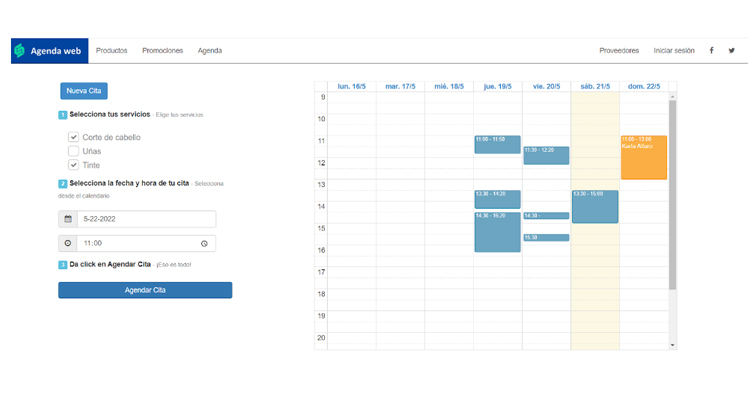 Agenda web
Productos
Promociones
Agenda
Proveedores
Iniciar sesión
Nueva Cita
1 Selecciona tus servicios - Elige tus servicios
Corte de cabello
Uñas
Tinte
2 Selecciona la fecha y hora de tu cita - Selecciona
desde el calendario.
5-22-2022
11:00
3 Da click en Agendar Cita - ¡Eso es todo!
Agendar Cita
lun. 16/5
mar. 17/5
mié. 18/5
jue. 19/5
vie. 20/5
sáb. 21/5
dom. 22/5
9
10
11
11:00 - 11:50
11:30 - 12:20
11:00 - 13:00
12
13
13:30 - 14:20
13:30 - 15:00
14
14:30 - 16:20
14:30 -
15
15:30
16
17
18
19
20